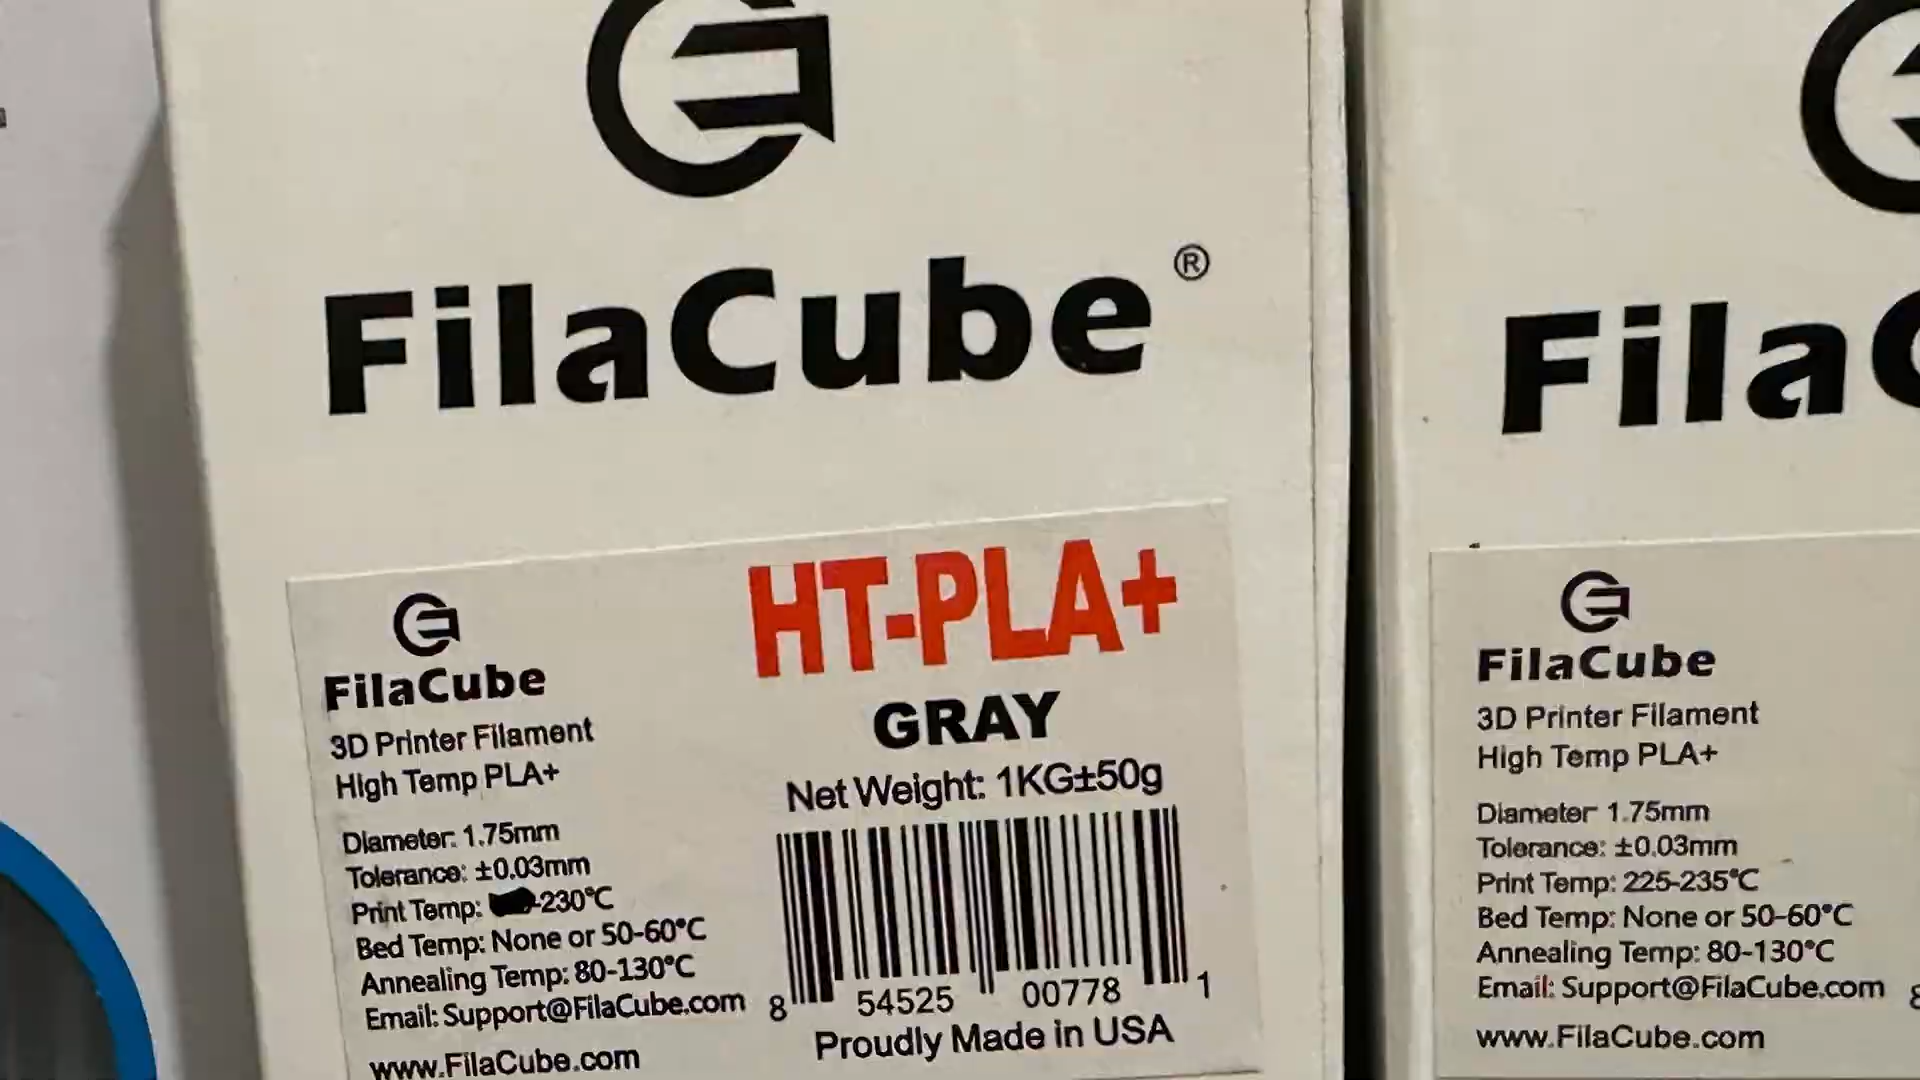 FilaCube®
HT-PLA+
GRAY
Net Weight: 1KG±50g
8 54525 00778 1
Proudly Made in USA
FilaCube
3D Printer Filament
High Temp PLA+
Diameter: 1.75mm
Tolerance: ±0.03mm
Print Temp: -230°C
Bed Temp: None or 50-60°C
Annealing Temp: 80-130°C
Email: Support@FilaCube.com
www.FilaCube.com
FilaC
FilaCube
3D Printer Filament
High Temp PLA+
Diameter 1.75mm
Tolerance: ±0.03mm
Print Temp: 225-235°C
Bed Temp: None or 50-60°C
Annealing Temp: 80-130°C
Email: Support@FilaCube.com
www.FilaCube.com